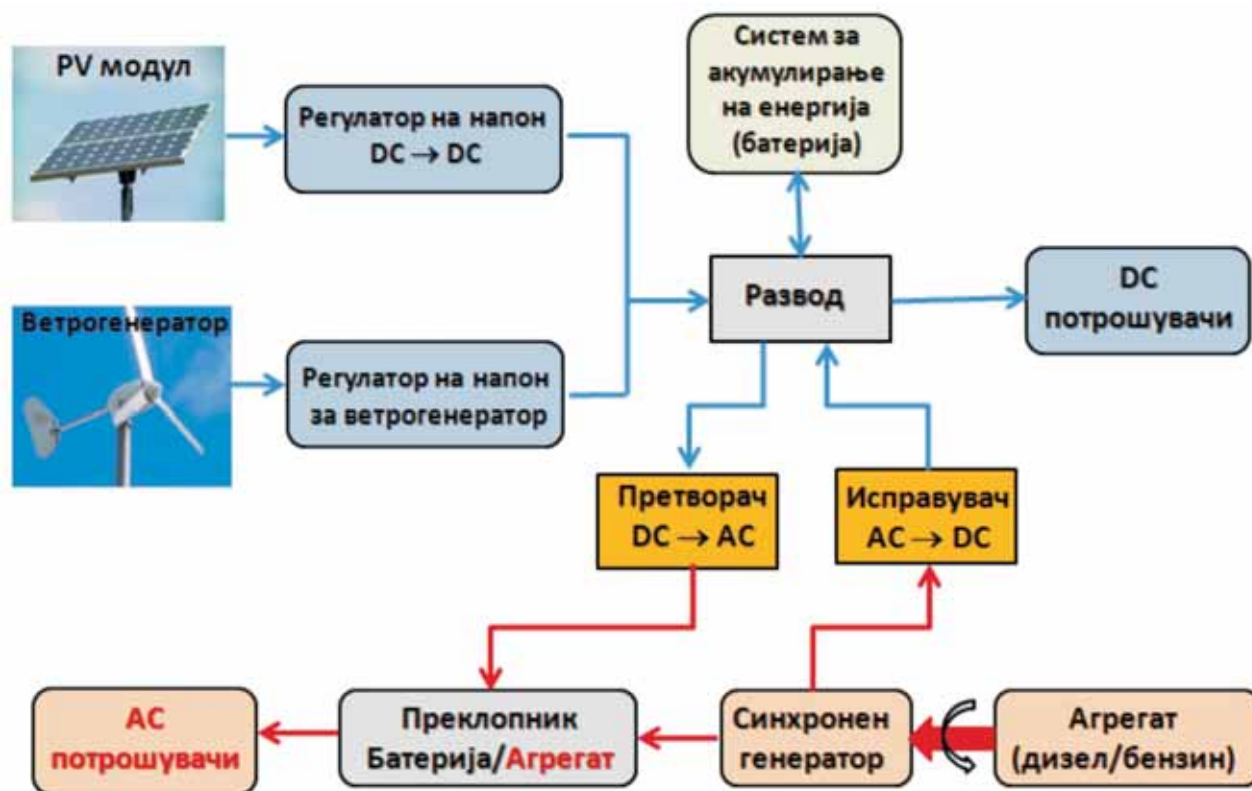 PV модул
Регулатор на напон
DC → DC
Систем за
акумулирање
на енергија
(батерија)
Развод
DC
потрошувачи
Ветрогенератор
Регулатор на напон
за ветрогенератор
Претворач
DC → AC
Исправувач
AC → DC
АС
потрошувачи
Преклопник
Батерија/Агрегат
Синхронен
генератор
Агрегат
(дизел/бензин)